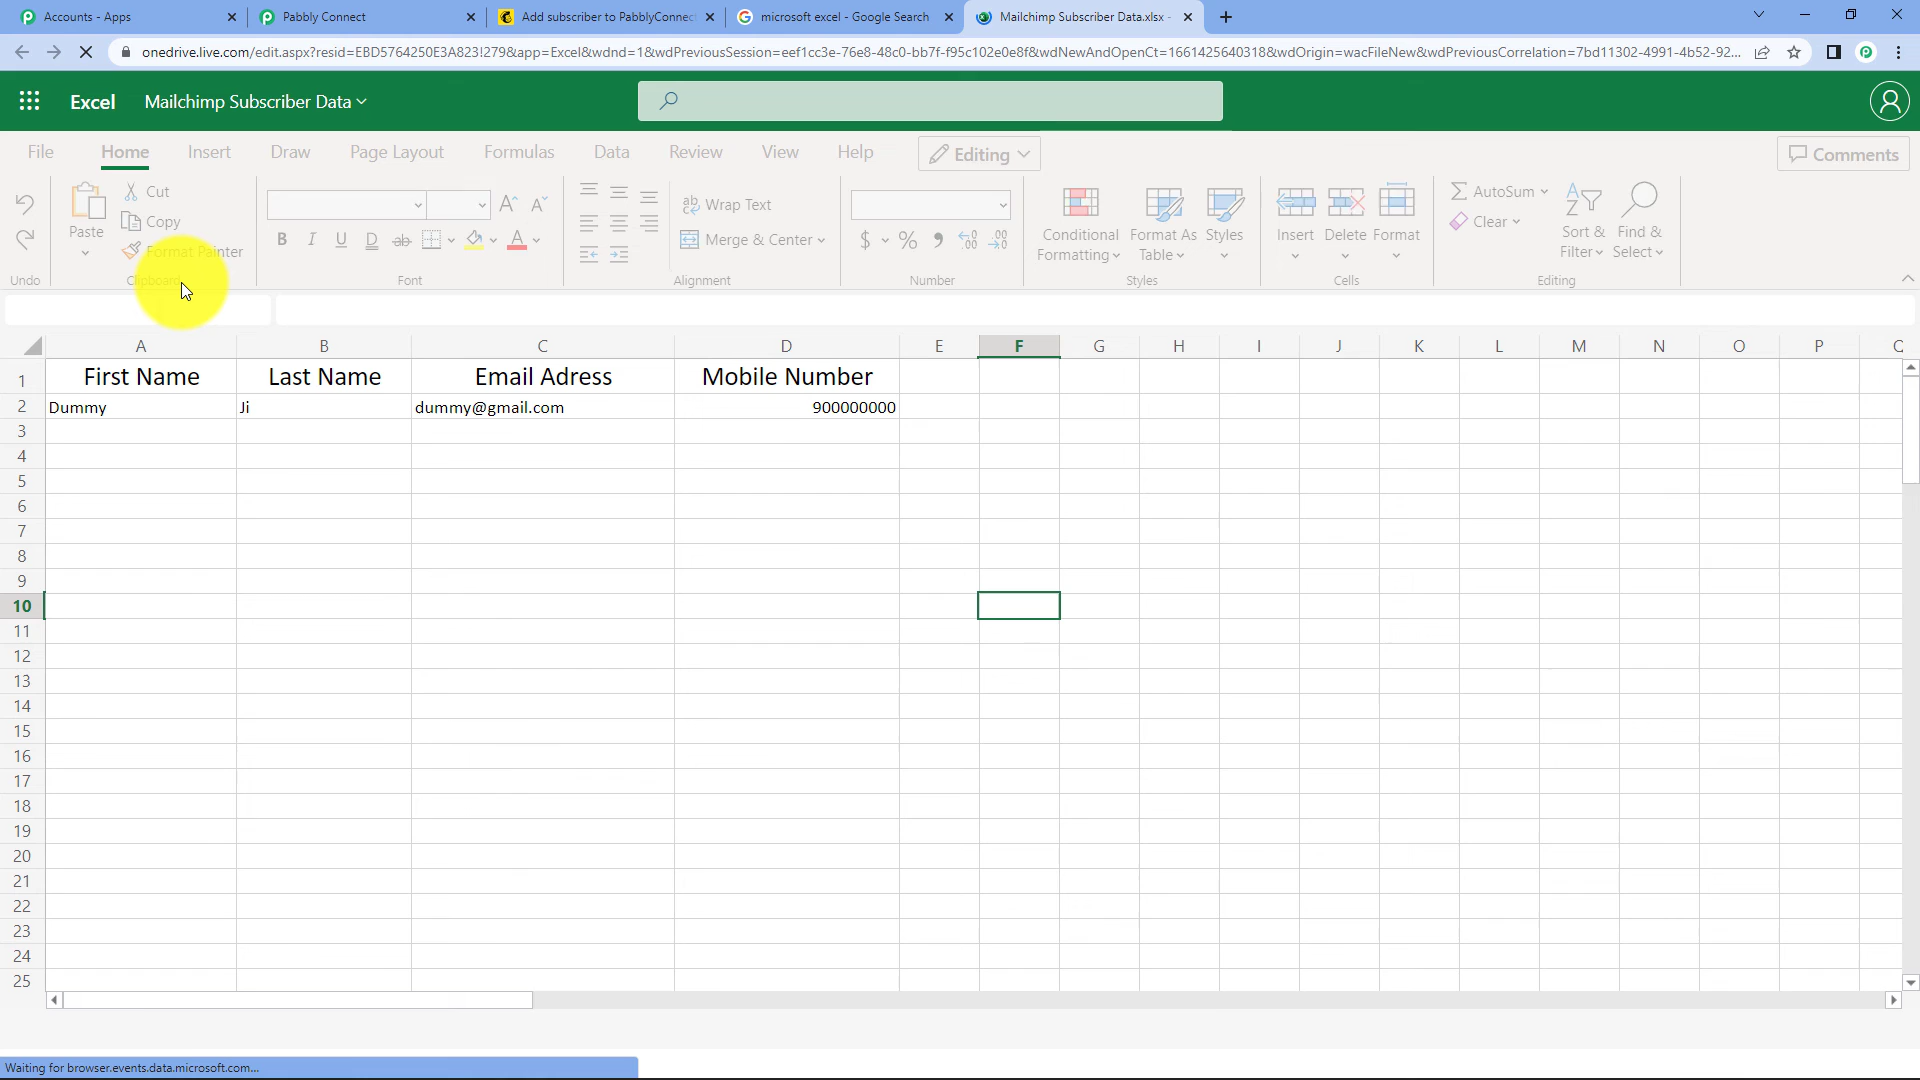 Accounts - Apps
Pabbly Connect
Add subscriber to PabblyConnec
microsoft excel - Google Search
Mailchimp Subscriber Data.xlsx -
onedrive.live.com/edit.aspx?resid=EBD5764250E3A823!279&app=Excel&wdnd=1&wdPreviousSession=eef1cc3e-76e8-48c0-bb7f-f95c102e0e8f&wdNewAndOpenCt=1661425640318&wdOrigin=wacFileNew&wdPreviousCorrelation=7bd11302-4991-4b52-92...
Excel Mailchimp Subscriber Data
File Home Insert Draw Page Layout Formulas Data Review View Help Editing Comments
Paste
Cut
Copy
Format Painter
Wrap Text
Merge & Center
Conditional Formatting
Format As Table
Styles
Insert
Delete
Format
AutoSum
Clear
Sort & Filter
Find & Select
Undo Clipboard Font Alignment Number Styles Cells Editing
A B C D E F G H I J K L M N O P
1 First Name Last Name Email Adress Mobile Number
2 Dummy Ji dummy@gmail.com 900000000
3
4
5
6
7
8
9
10
11
12
13
14
15
16
17
18
19
20
21
22
23
24
25
Waiting for browser.events.data.microsoft.com...